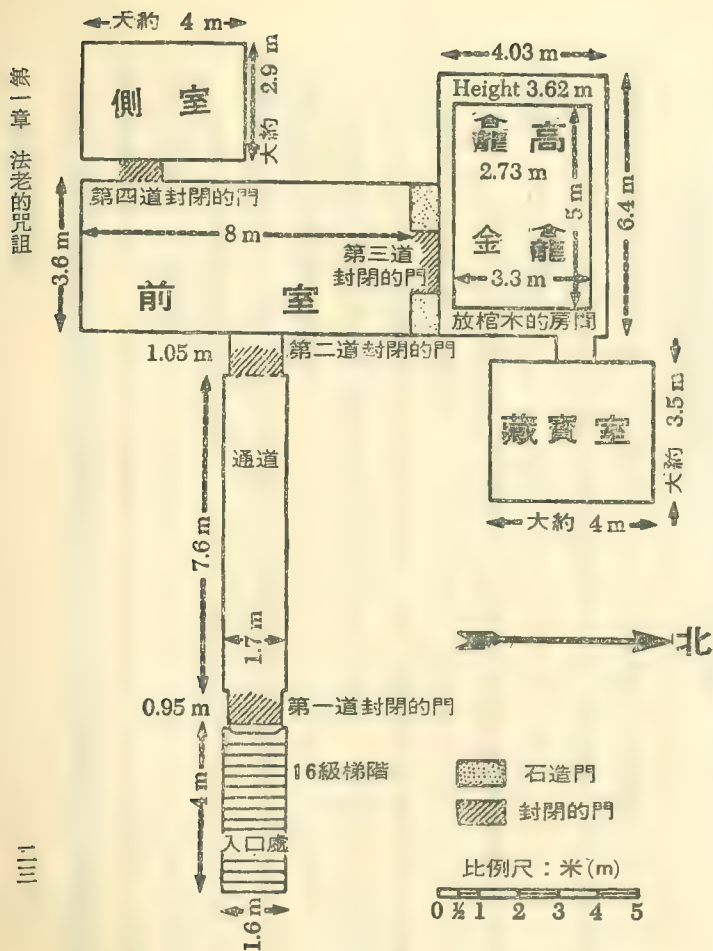 第一章　法老的咒詛
大約 4 m
側室
大約 2.9 m
4.03 m
Height 3.62 m
龕高
2.73 m
金龕
5 m
3.3 m
6.4 m
放棺木的房間
第四道封閉的門
8 m
3.6 m
第三道
封閉的門
前室
1.05 m
第二道封閉的門
藏寶室
大約 3.5 m
大約 4 m
通道
7.6 m
1.7 m
北
0.95 m
第一道封閉的門
4 m
16級梯階
入口處
1.6 m
石造門
封閉的門
比例尺：米(m)
0 ½ 1 2 3 4 5